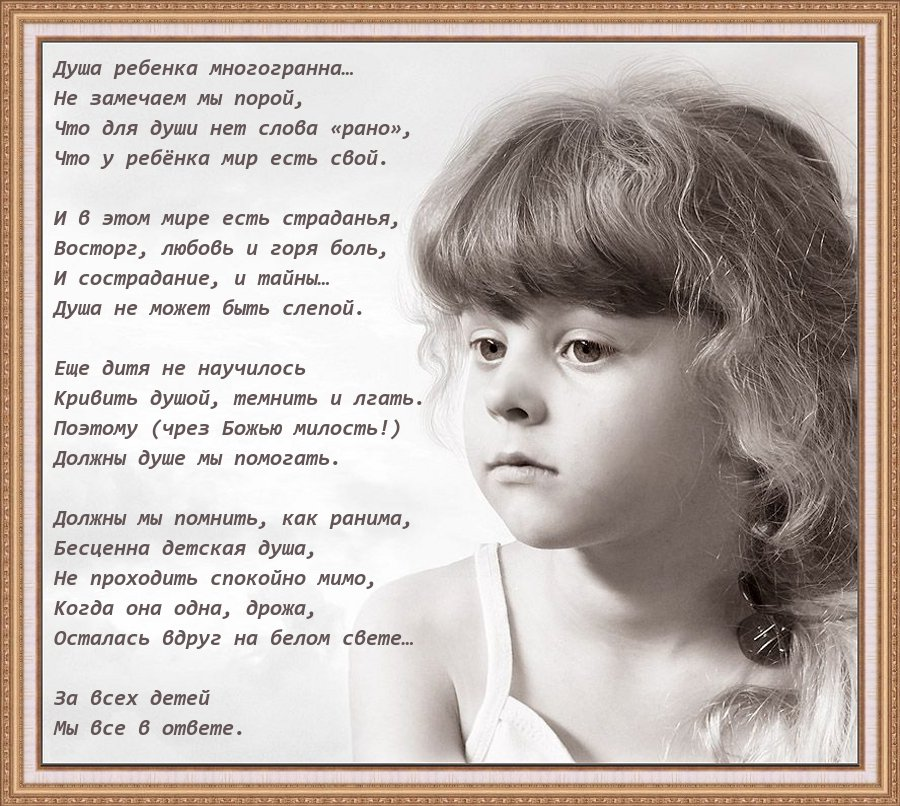 Душа ребенка многогранна…
Не замечаем мы порой,
Что для души нет слова «рано»,
Что у ребёнка мир есть свой.

И в этом мире есть страданья,
Восторг, любовь и горя боль,
И сострадание, и тайны…
Душа не может быть слепой.

Еще дитя не научилось
Кривить душой, темнить и лгать.
Поэтому (чрез Божью милость!)
Должны душе мы помогать.

Должны мы помнить, как ранима,
Бесценна детская душа,
Не проходить спокойно мимо,
Когда она одна, дрожа,
Осталась вдруг на белом свете…

За всех детей
Мы все в ответе.